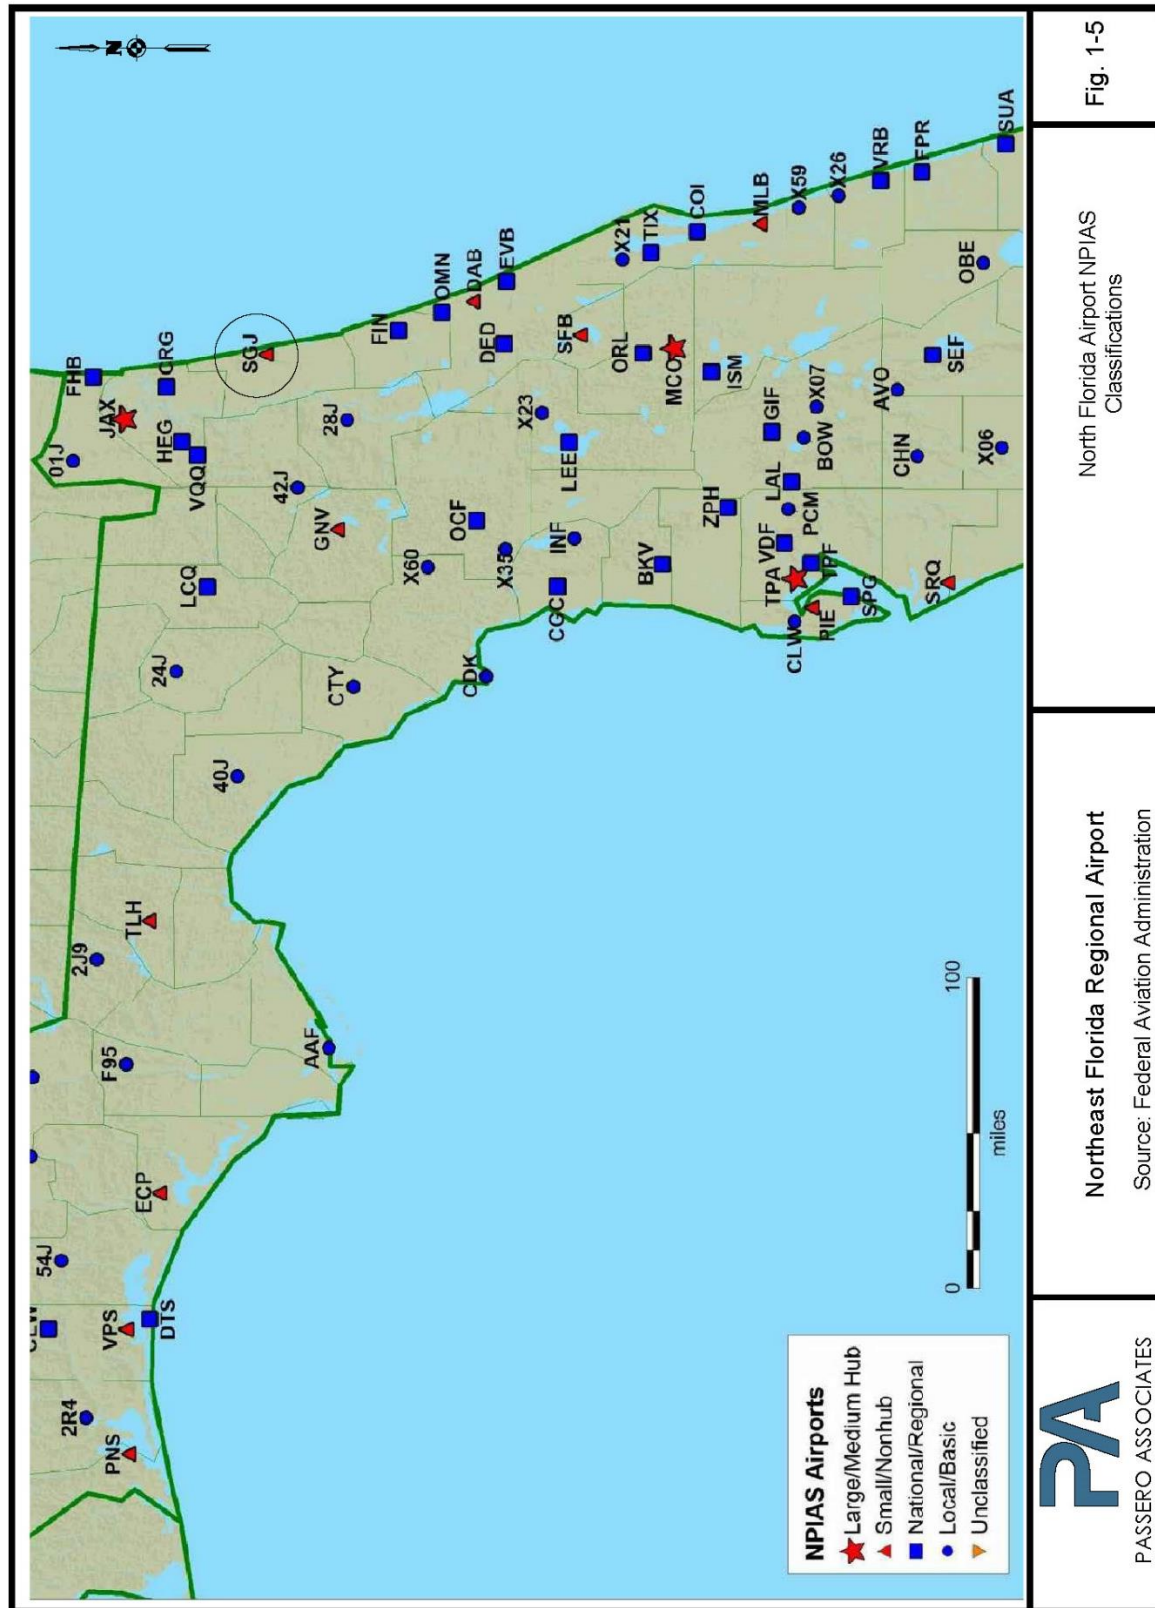 N
FHB
01J
JAX
CRG
HEG
VQQ
SGJ
LCQ
42J
24J
GNV
28J
2J9
TLH
40J
CTY
FIN
X60
OMN
54J
F95
ECP
AAF
CDK
OCF
DAB
VPS
DTS
2R4
PNS
X35
DED
EVB
X23
CGC
INF
LEE
SFB
X21
BKV
ORL
TIX
MCO
COI
ZPH
ISM
MLB
TPA
VDF
LAL
GIF
CLW
PCM
BOW
X07
X59
PIE
TPF
X26
SPG
VRB
SRQ
CHN
AVO
FPR
SEF
OBE
X06
SUA
0
100
miles
NPIAS Airports
Large/Medium Hub
Small/Nonhub
National/Regional
Local/Basic
Unclassified
PA
PASSERO ASSOCIATES
Northeast Florida Regional Airport
Source: Federal Aviation Administration
North Florida Airport NPIAS
Classifications
Fig. 1-5